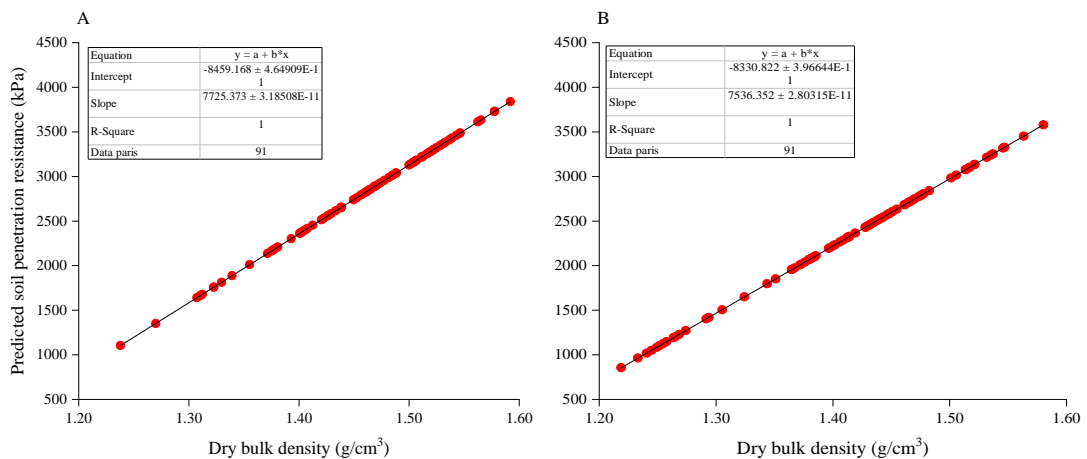 A
B
4500
4000
3500
3000
2500
2000
1500
1000
500
Predicted soil penetration resistance (kPa)
Equation y = a + b*x
Intercept -8459.168 ± 4.64909E-1
1
Slope 7725.373 ± 3.18508E-11
R-Square 1
Data paris 91
1.20 1.30 1.40 1.50 1.60
Dry bulk density (g/cm³)
4500
4000
3500
3000
2500
2000
1500
1000
500
Equation y = a + b*x
Intercept -8330.822 ± 3.96644E-1
1
Slope 7536.352 ± 2.80315E-11
R-Square 1
Data paris 91
1.20 1.30 1.40 1.50 1.60
Dry bulk density (g/cm³)